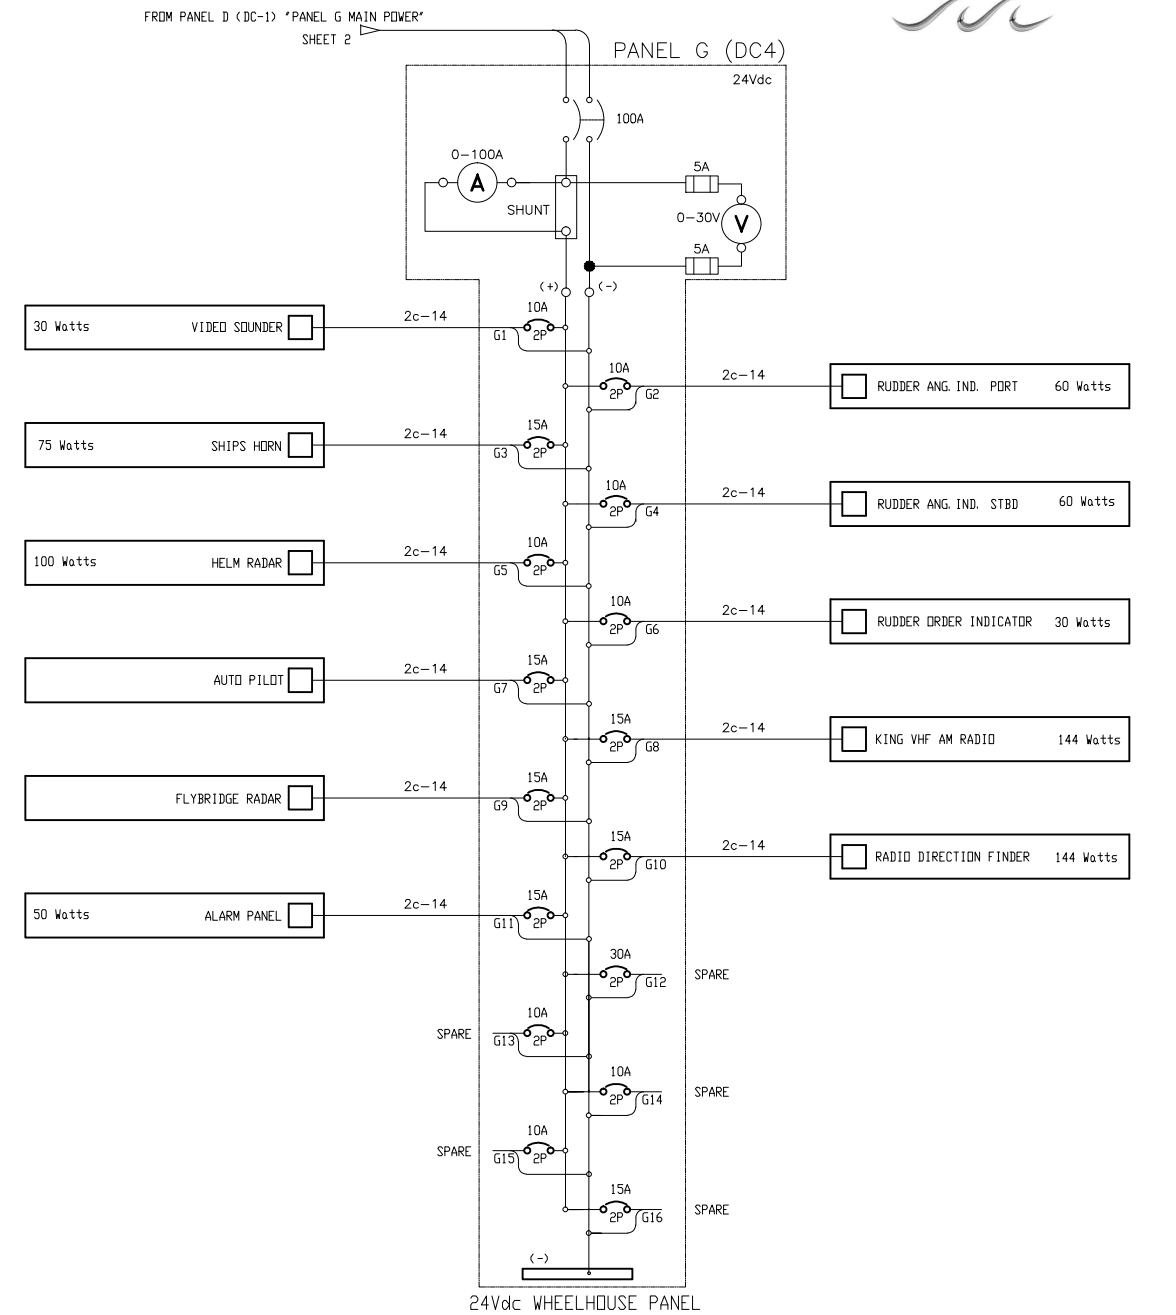 FROM PANEL D (DC-1) "PANEL G MAIN POWER"
SHEET 2
PANEL G (DC4)
24Vdc
100A
0-100A
A
SHUNT
5A
0-30V
V
5A
(+) (-)
30 Watts VIDEO SOUNDER 2c-14 G1 10A 2P
10A 2P G2 2c-14 RUDDER ANG. IND. PORT 60 Watts
75 Watts SHIPS HORN 2c-14 G3 15A 2P
10A 2P G4 2c-14 RUDDER ANG. IND. STBD 60 Watts
100 Watts HELM RADAR 2c-14 G5 10A 2P
10A 2P G6 2c-14 RUDDER ORDER INDICATOR 30 Watts
AUTO PILOT 2c-14 G7 15A 2P
15A 2P G8 2c-14 KING VHF AM RADIO 144 Watts
FLYBRIDGE RADAR 2c-14 G9 15A 2P
15A 2P G10 2c-14 RADIO DIRECTION FINDER 144 Watts
50 Watts ALARM PANEL 2c-14 G11 15A 2P
30A 2P G12 SPARE
SPARE G13 10A 2P
10A 2P G14 SPARE
SPARE G15 10A 2P
15A 2P G16 SPARE
(-)
24Vdc WHEELHOUSE PANEL